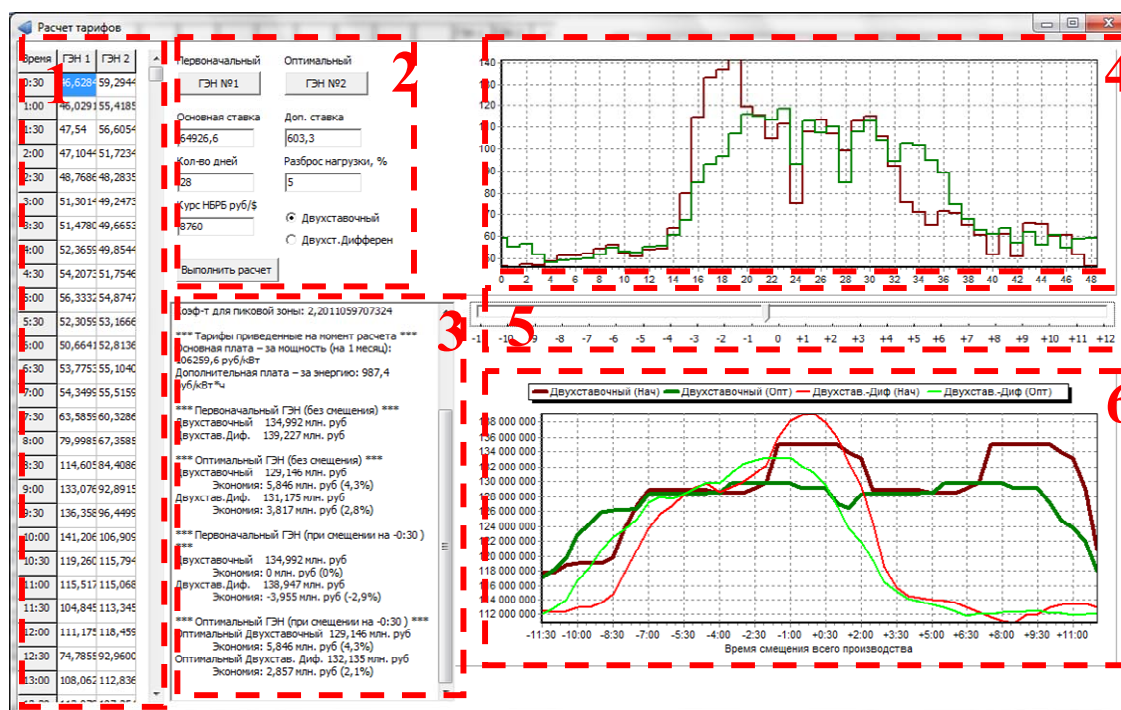 Расчет тарифов
1
Время ГЭН 1 ГЭН 2
0:30 46,6284 59,2944
1:00 46,0291 55,4185
1:30 47,54 56,6054
2:00 47,1044 51,7234
2:30 48,7686 48,2835
3:00 51,3014 49,2473
3:30 51,4780 49,6653
4:00 52,3659 49,8544
4:30 54,2073 51,7546
5:00 56,3332 54,8747
5:30 52,3059 53,1666
6:00 50,6641 52,8136
6:30 53,7753 55,1040
7:00 54,3499 55,5159
7:30 63,5859 60,3286
8:00 79,9985 67,3585
8:30 114,605 84,4086
9:00 133,076 92,8915
9:30 136,358 96,4499
10:00 141,206 106,909
10:30 119,260 115,794
11:00 115,517 115,068
11:30 104,845 113,345
12:00 111,175 118,459
12:30 74,7855 92,9600
13:00 108,062 112,836
2
Первоначальный Оптимальный
ГЭН №1 ГЭН №2
Основная ставка Доп. ставка
64926,6 603,3
Кол-во дней Разброс нагрузки, %
28 5
Курс НБРБ руб/$
8760
Двухставочный
Двухст.Дифферен
Выполнить расчет
3
Коэф-т для пиковой зоны: 2,2011059707324
*** Тарифы приведенные на момент расчета ***
Основная плата – за мощность (на 1 месяц):
106259,6 руб/кВт
Дополнительная плата – за энергию: 987,4
руб/кВт*ч
*** Первоначальный ГЭН (без смещения) ***
Двухставочный 134,992 млн. руб
Двухстав.Диф. 139,227 млн. руб
*** Оптимальный ГЭН (без смещения) ***
Двухставочный 129,146 млн. руб
Экономия: 5,846 млн. руб (4,3%)
Двухстав.Диф. 131,175 млн. руб
Экономия: 3,817 млн. руб (2,8%)
*** Первоначальный ГЭН (при смещении на -0:30 )
***
Двухставочный 134,992 млн. руб
Экономия: 0 млн. руб (0%)
Двухстав.Диф. 138,947 млн. руб
Экономия: -3,955 млн. руб (-2,9%)
*** Оптимальный ГЭН (при смещении на -0:30 ) ***
Оптимальный Двухставочный 129,146 млн. руб
Экономия: 5,846 млн. руб (4,3%)
Оптимальный Двухстав. Диф. 132,135 млн. руб
Экономия: 2,857 млн. руб (2,1%)
4
140
130
120
110
100
90
80
70
60
50
0 2 4 6 8 10 12 14 16 18 20 22 24 26 28 30 32 34 36 38 40 42 44 46 48
5
-10 -9 -8 -7 -6 -5 -4 -3 -2 -1 0 +1 +2 +3 +4 +5 +6 +7 +8 +9 +10 +11 +12
6
Двухставочный (Нач) Двухставочный (Опт) Двухстав.-Диф (Нач) Двухстав.-Диф (Опт)
138 000 000
136 000 000
134 000 000
132 000 000
130 000 000
128 000 000
126 000 000
124 000 000
122 000 000
120 000 000
118 000 000
116 000 000
114 000 000
112 000 000
-11:30 -10:00 -8:30 -7:00 -5:30 -4:00 -2:30 -1:00 +0:30 +2:00 +3:30 +5:00 +6:30 +8:00 +9:30 +11:00
Время смещения всего производства